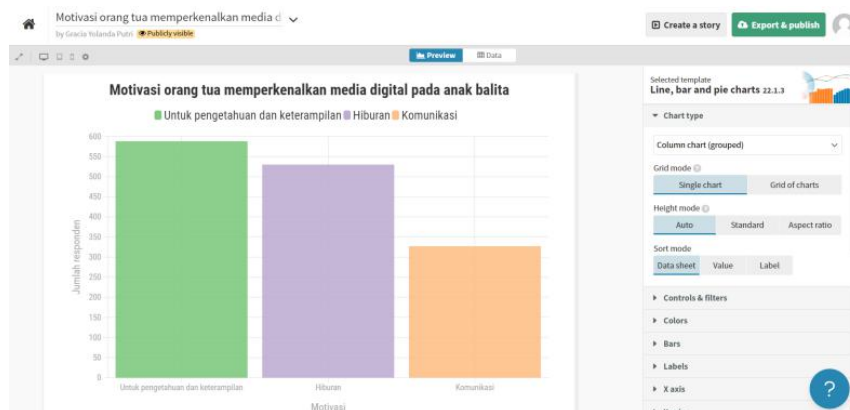 Motivasi orang tua memperkenalkan media d
by Gracia Yolanda Putri Publicly visible
Create a story
Export & publish
Preview
Data
Motivasi orang tua memperkenalkan media digital pada anak balita
Untuk pengetahuan dan keterampilan Hiburan Komunikasi
600
550
500
450
400
350
300
250
200
150
100
50
0
Jumlah responden
Untuk pengetahuan dan keterampilan
Hiburan
Komunikasi
Motivasi
Selected template
Line, bar and pie charts 22.1.3
Chart type
Column chart (grouped)
Grid mode
Single chart
Grid of charts
Height mode
Auto
Standard
Aspect ratio
Sort mode
Data sheet
Value
Label
Controls & filters
Colors
Bars
Labels
X axis
?